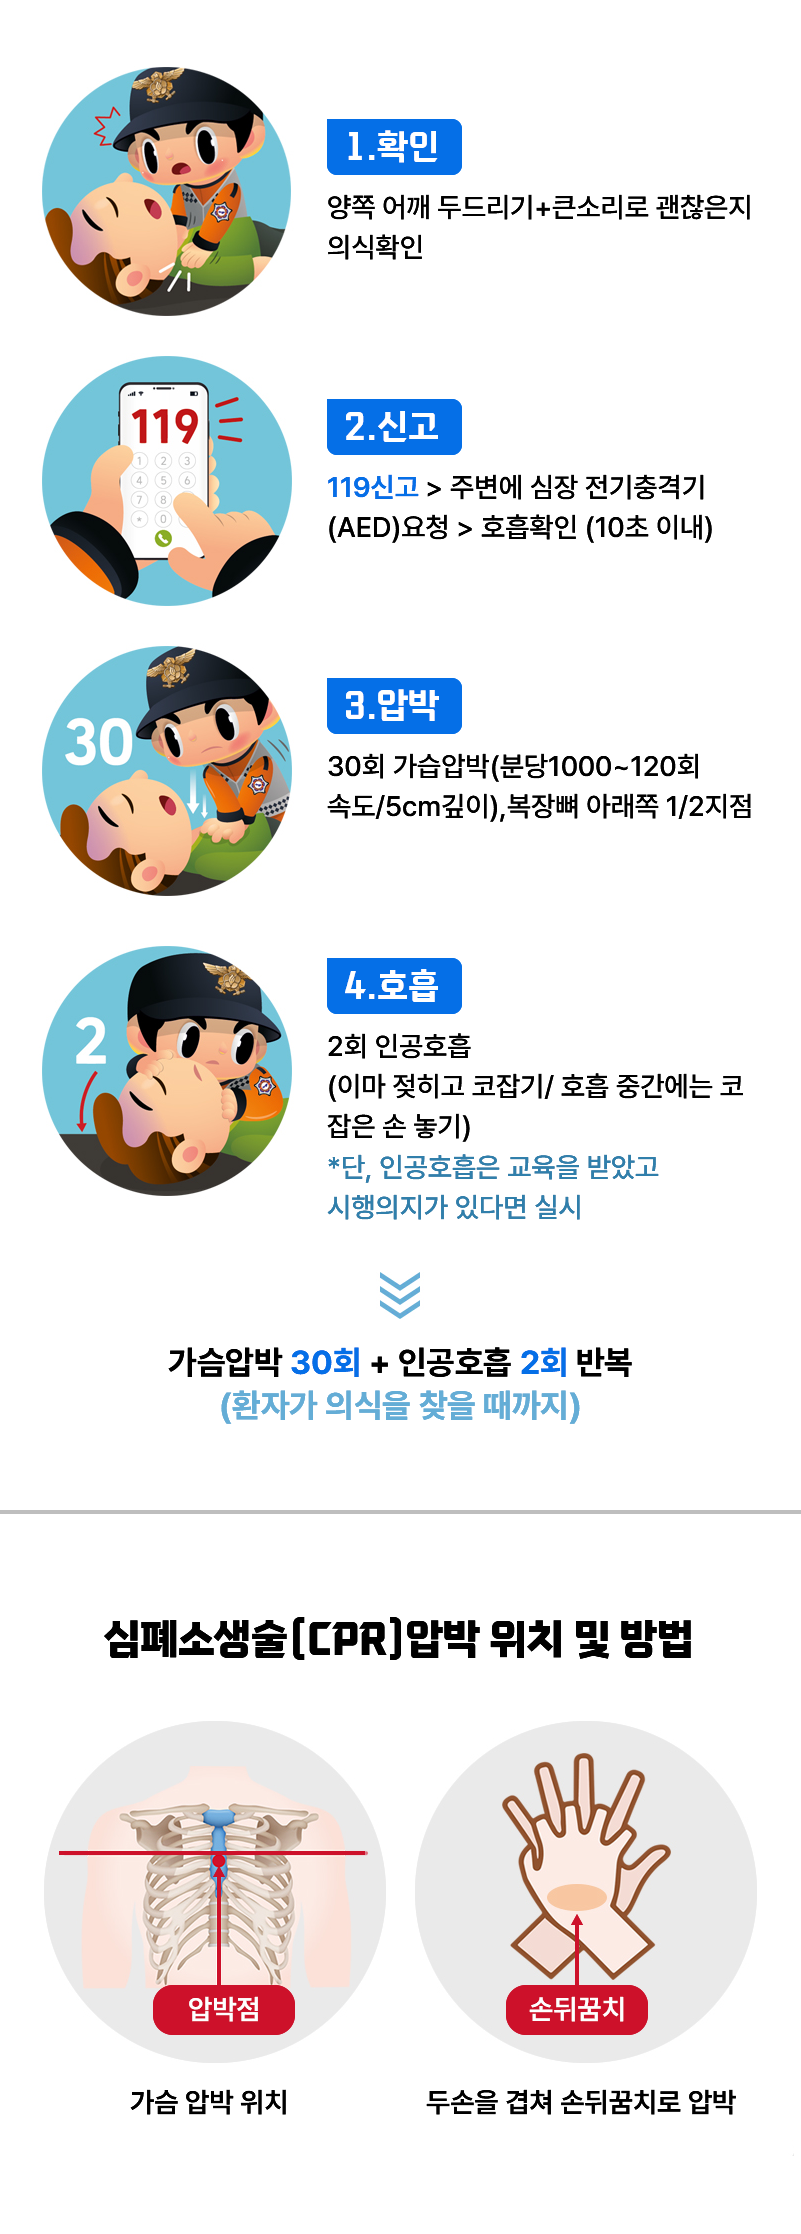 1.확인
양쪽 어깨 두드리기+큰소리로 괜찮은지
의식확인
119
1 2 3
4 5 6
7 8
* 0
2.신고
119신고 > 주변에 심장 전기충격기
(AED)요청 > 호흡확인 (10초 이내)
30
3.압박
30회 가습압박(분당1000~120회
속도/5cm깊이),복장뼈 아래쪽 1/2지점
2
4.호흡
2회 인공호흡
(이마 젖히고 코잡기/ 호흡 중간에는 코
잡은 손 놓기)
*단, 인공호흡은 교육을 받았고
시행의지가 있다면 실시
가슴압박 30회 + 인공호흡 2회 반복
(환자가 의식을 찾을 때까지)
심폐소생술(CPR)압박 위치 및 방법
압박점
손뒤꿈치
가슴 압박 위치
두손을 겹쳐 손뒤꿈치로 압박